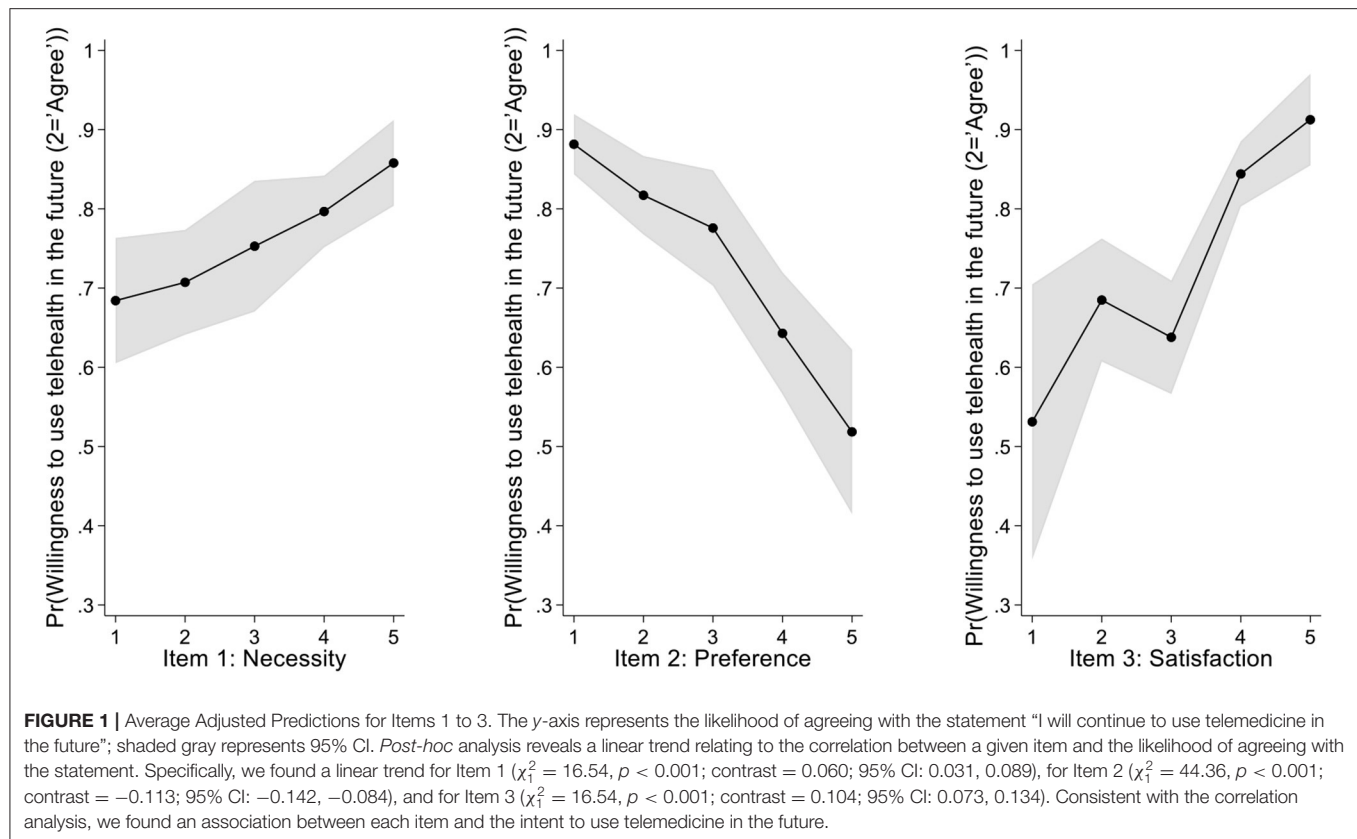 Pr(Willingness to use telehealth in the future (2='Agree'))
1
.9
.8
.7
.6
.5
.4
.3
1 2 3 4 5
Item 1: Necessity
Pr(Willingness to use telehealth in the future (2='Agree'))
1
.9
.8
.7
.6
.5
.4
.3
1 2 3 4 5
Item 2: Preference
Pr(Willingness to use telehealth in the future (2='Agree'))
1
.9
.8
.7
.6
.5
.4
.3
1 2 3 4 5
Item 3: Satisfaction
FIGURE 1 | Average Adjusted Predictions for Items 1 to 3. The y-axis represents the likelihood of agreeing with the statement “I will continue to use telemedicine in
the future”; shaded gray represents 95% CI. Post-hoc analysis reveals a linear trend relating to the correlation between a given item and the likelihood of agreeing with
the statement. Specifically, we found a linear trend for Item 1 (χ₁² = 16.54, p < 0.001; contrast = 0.060; 95% CI: 0.031, 0.089), for Item 2 (χ₁² = 44.36, p < 0.001;
contrast = −0.113; 95% CI: −0.142, −0.084), and for Item 3 (χ₁² = 16.54, p < 0.001; contrast = 0.104; 95% CI: 0.073, 0.134). Consistent with the correlation
analysis, we found an association between each item and the intent to use telemedicine in the future.